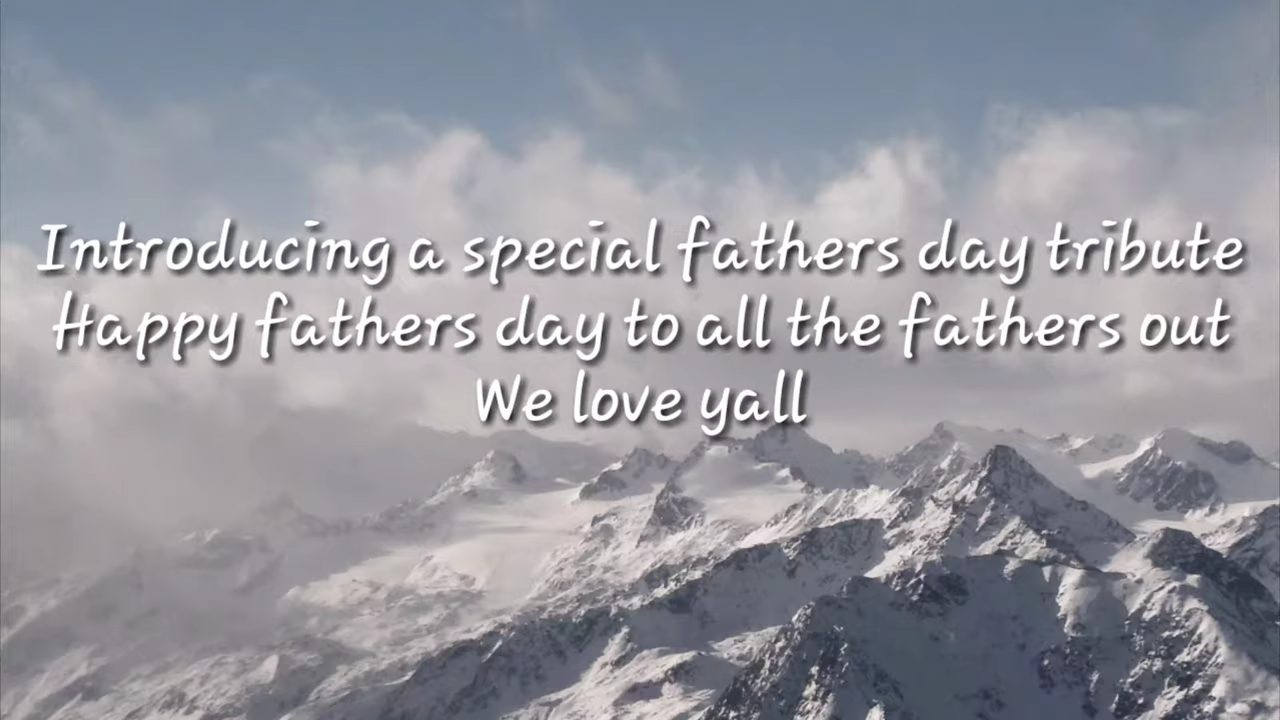 Introducing a special fathers day tribute
Happy fathers day to all the fathers out
We love yall